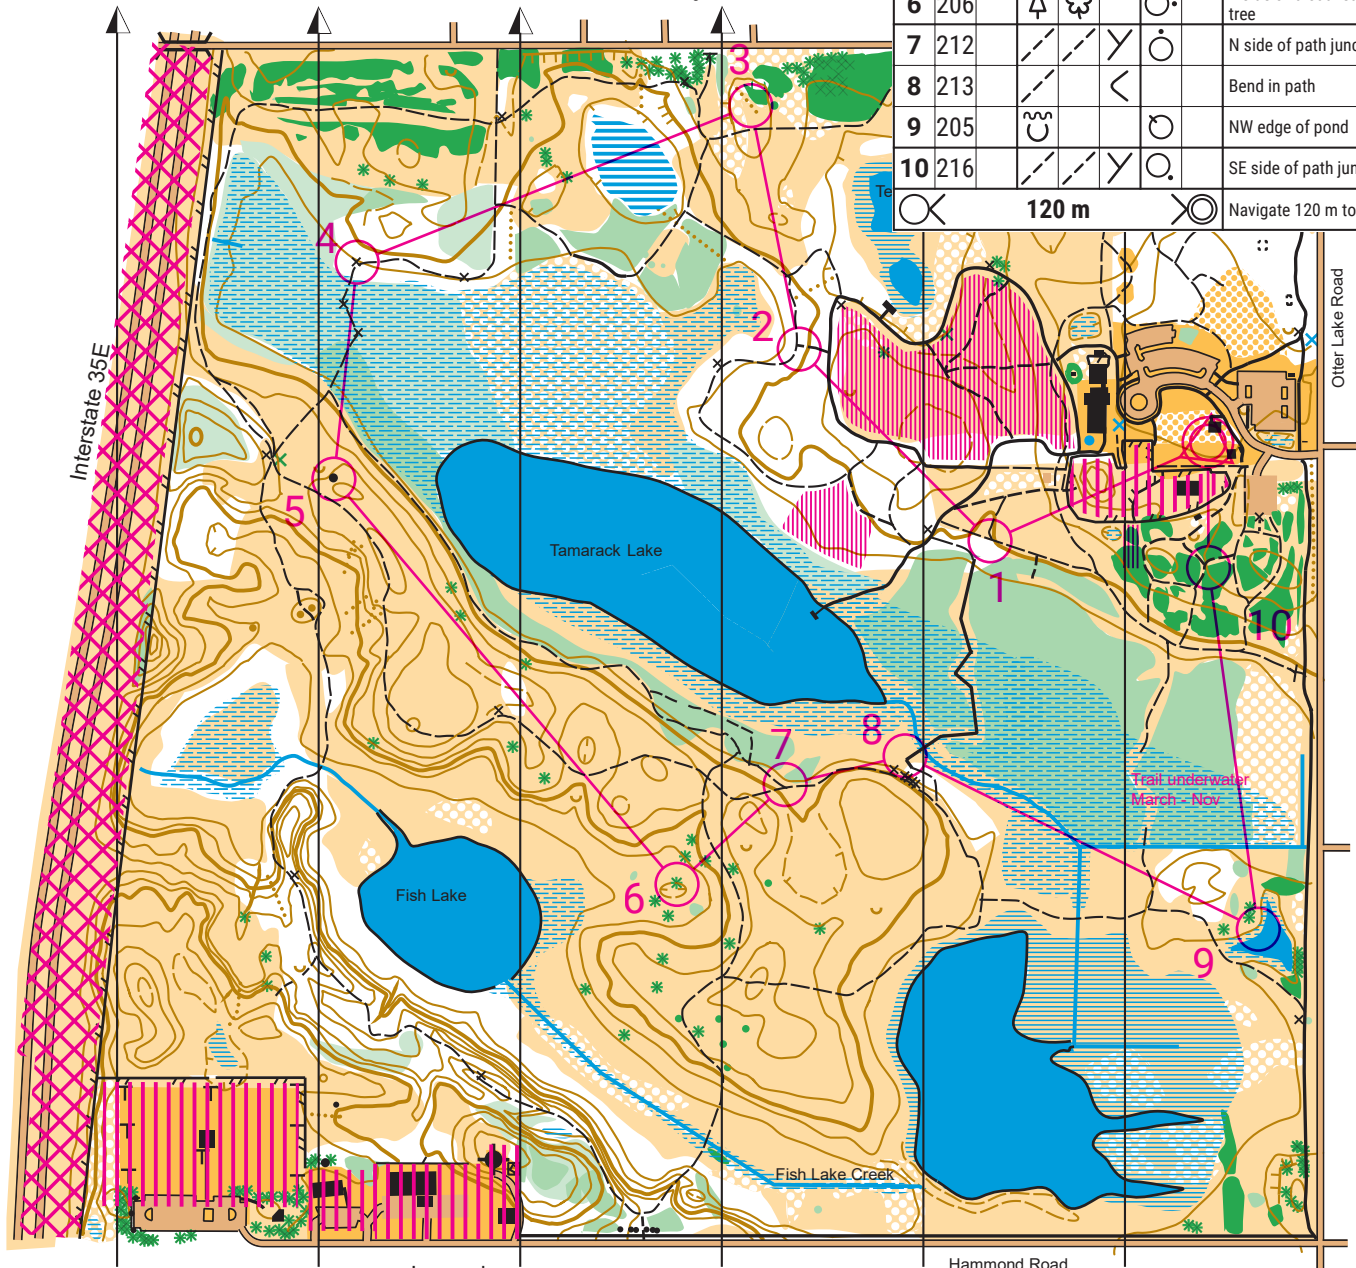 6 206 tree
7 212 N side of path junc
8 213 Bend in path
9 205 NW edge of pond
10 216 SE side of path jun
120 m Navigate 120 m to
3
Te
4
2
Otter Lake Road
Interstate 35E
5
Tamarack Lake
1
10
8
7
Trail underwater
March - Nov
6
Fish Lake
9
Fish Lake Creek
Hammond Road